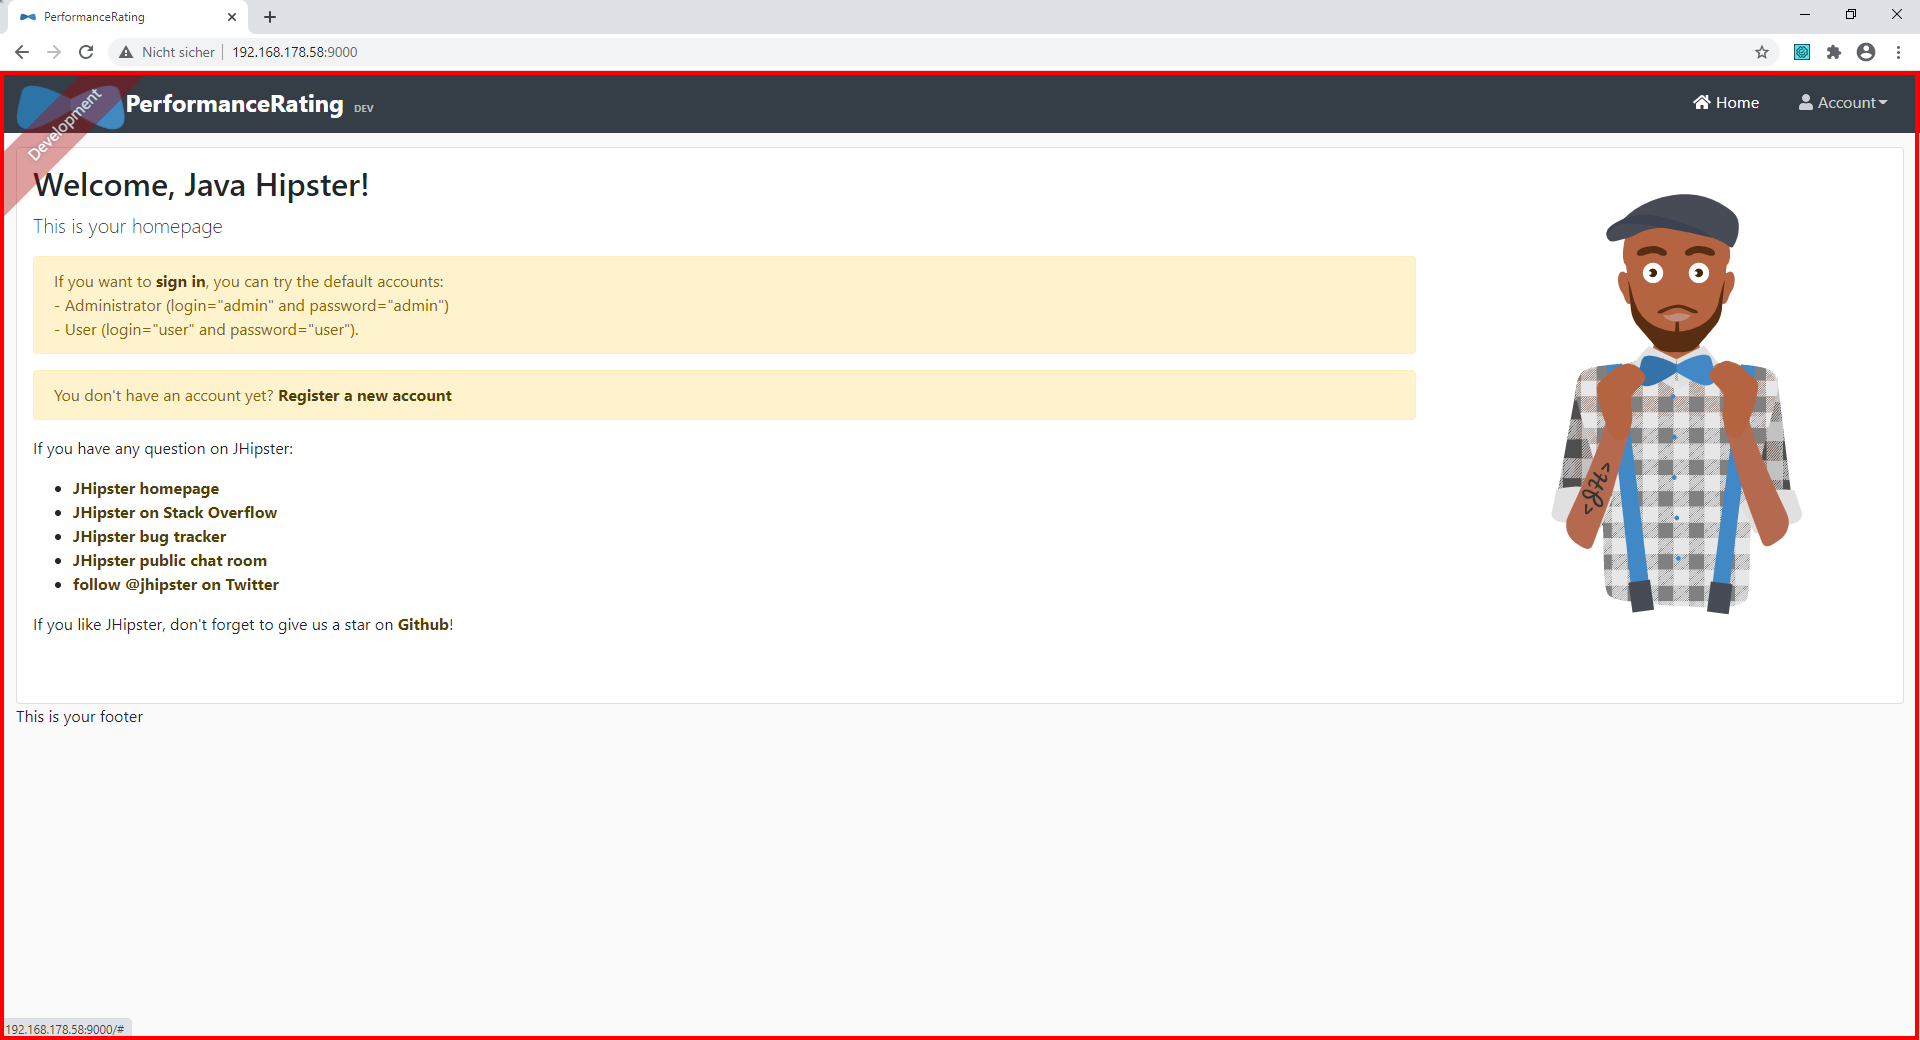 PerformanceRating
Nicht sicher 192.168.178.58:9000
Development
PerformanceRating DEV
Home
Account
Welcome, Java Hipster!
This is your homepage
If you want to sign in, you can try the default accounts:
- Administrator (login="admin" and password="admin")
- User (login="user" and password="user").
You don't have an account yet? Register a new account
If you have any question on JHipster:
• JHipster homepage
• JHipster on Stack Overflow
• JHipster bug tracker
• JHipster public chat room
• follow @jhipster on Twitter
If you like JHipster, don't forget to give us a star on Github!
This is your footer
192.168.178.58:9000/#